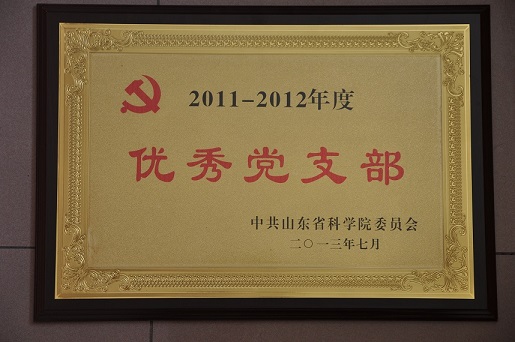 2011-2012年度
优秀党支部
中共山东省科学院委员会
二〇一三年七月